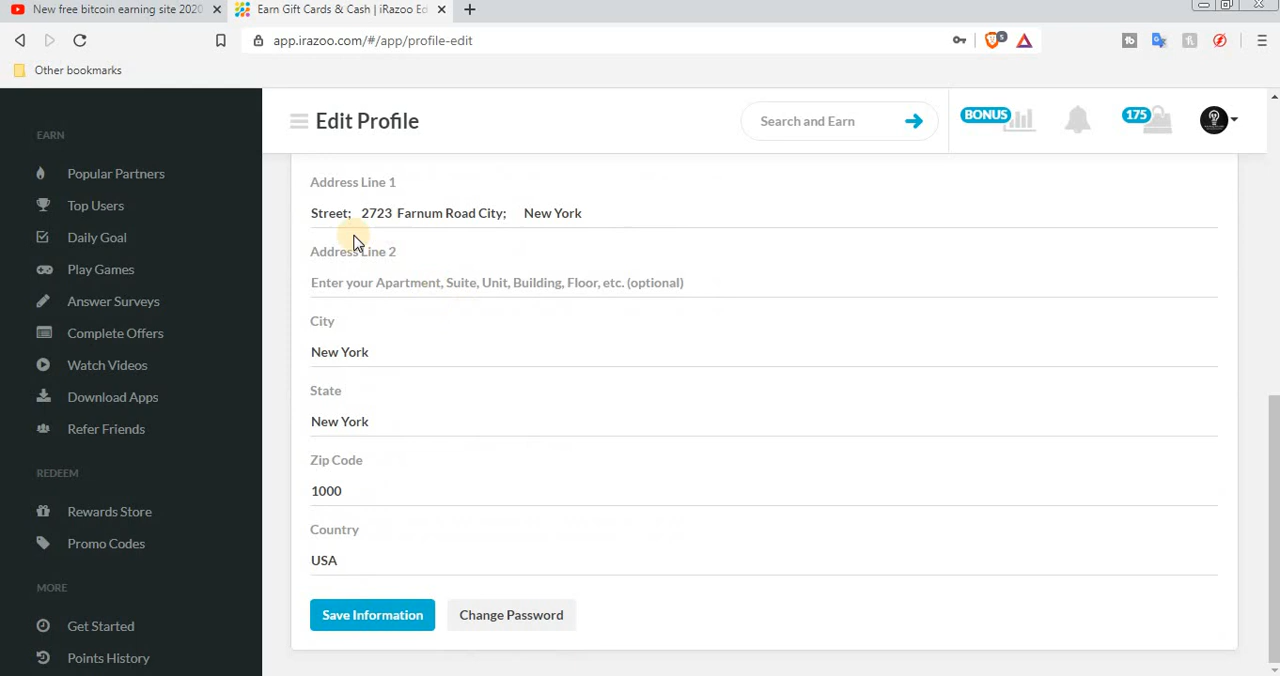 New free bitcoin earning site 2020
Earn Gift Cards & Cash | iRazoo Ed
app.irazoo.com/#/app/profile-edit
5
Other bookmarks
EARN
Popular Partners
Top Users
Daily Goal
Play Games
Answer Surveys
Complete Offers
Watch Videos
Download Apps
Refer Friends
REDEEM
Rewards Store
Promo Codes
MORE
Get Started
Points History
Edit Profile
Search and Earn
BONUS
175
Address Line 1
Street; 2723 Farnum Road City; New York
Address Line 2
Enter your Apartment, Suite, Unit, Building, Floor, etc. (optional)
City
New York
State
New York
Zip Code
1000
Country
USA
Save Information
Change Password